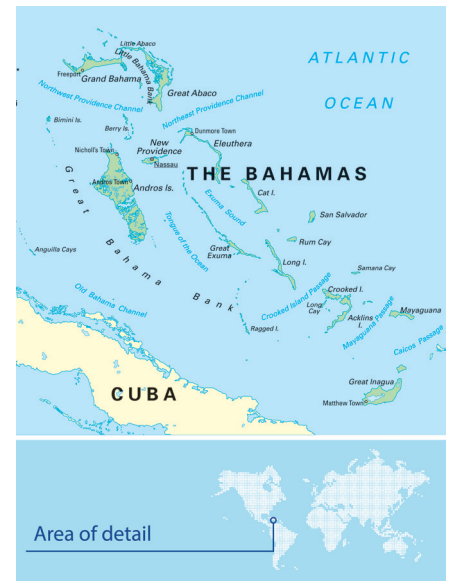 Little Abaco
ATLANTIC
OCEAN
Freeport
Grand Bahama
Little Bahama Bank
Great Abaco
Northwest Providence Channel
Northeast Providence Channel
Bimini Is.
Berry Is.
Dunmore Town
Nicholl's Town
New
Providence
Eleuthera
Nassau
THE BAHAMAS
Andros Town
Andros Is.
Cat I.
Great Bahama Bank
Exuma Sound
San Salvador
Tongue of the Ocean
Rum Cay
Anguilla Cays
Great
Exuma
Long I.
Samana Cay
Crooked Island Passage
Crooked I.
Old Bahama Channel
Long
Cay
Acklins
I.
Mayaguana Passage
Mayaguana
Ragged I.
Caicos Passage
Great Inagua
Matthew Town
CUBA
Area of detail